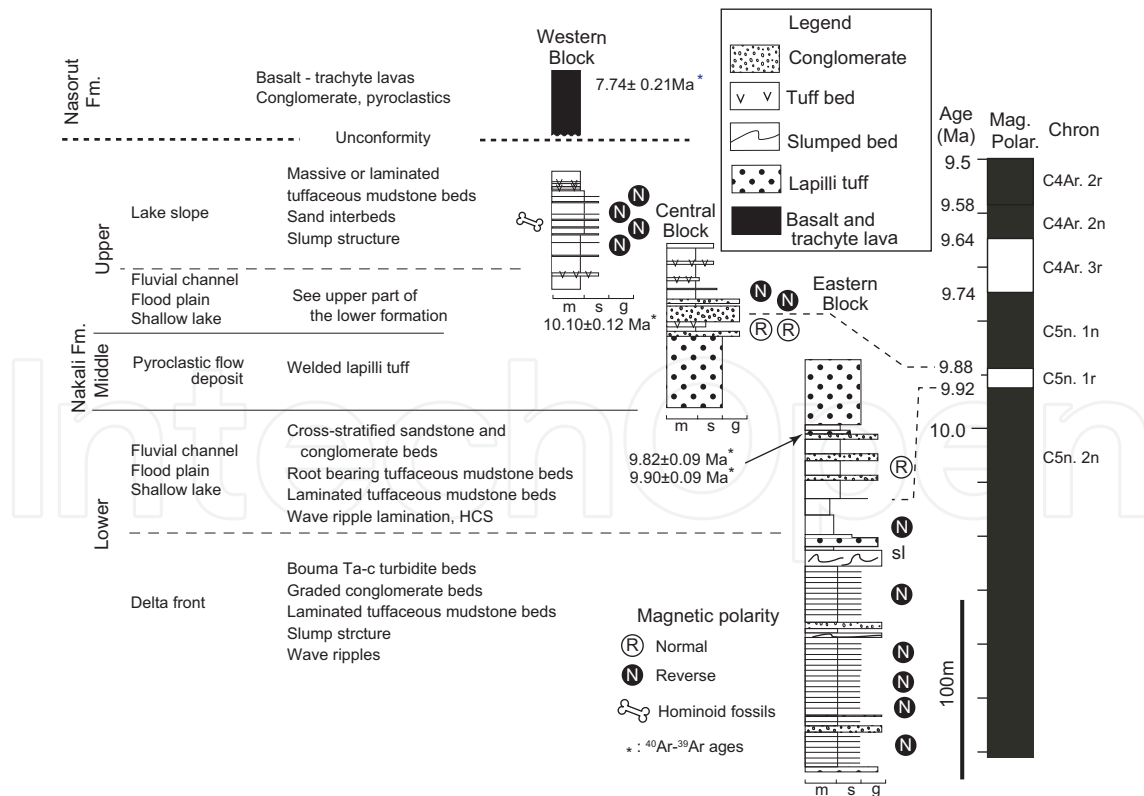 Nasorut
Fm.
Basalt - trachyte lavas
Conglomerate, pyroclastics
Western
Block
7.74± 0.21Ma*
Unconformity
Legend
Conglomerate
Tuff bed
Slumped bed
Lapilli tuff
Basalt and
trachyte lava
Nakali Fm.
Upper
Lake slope
Massive or laminated
tuffaceous mudstone beds
Sand interbeds
Slump structure
N
N
N
N
m s g
Fluvial channel
Flood plain
Shallow lake
See upper part of
the lower formation
10.10±0.12 Ma*
Central
Block
N N
R R
m s g
Middle
Pyroclastic flow
deposit
Welded lapilli tuff
Lower
Fluvial channel
Flood plain
Shallow lake
Cross-stratified sandstone and
conglomerate beds
Root bearing tuffaceous mudstone beds
Laminated tuffaceous mudstone beds
Wave ripple lamination, HCS
9.82±0.09 Ma*
9.90±0.09 Ma*
Delta front
Bouma Ta-c turbidite beds
Graded conglomerate beds
Laminated tuffaceous mudstone beds
Slump strcture
Wave ripples
Eastern
Block
R
N
sl
N
N
N
N
N
m s g
Magnetic polarity
R Normal
N Reverse
Hominoid fossils
* : 40Ar-39Ar ages
100m
Age
(Ma)
Mag.
Polar.
Chron
9.5
C4Ar. 2r
9.58
C4Ar. 2n
9.64
C4Ar. 3r
9.74
C5n. 1n
9.88
C5n. 1r
9.92
10.0
C5n. 2n
IntechOpen